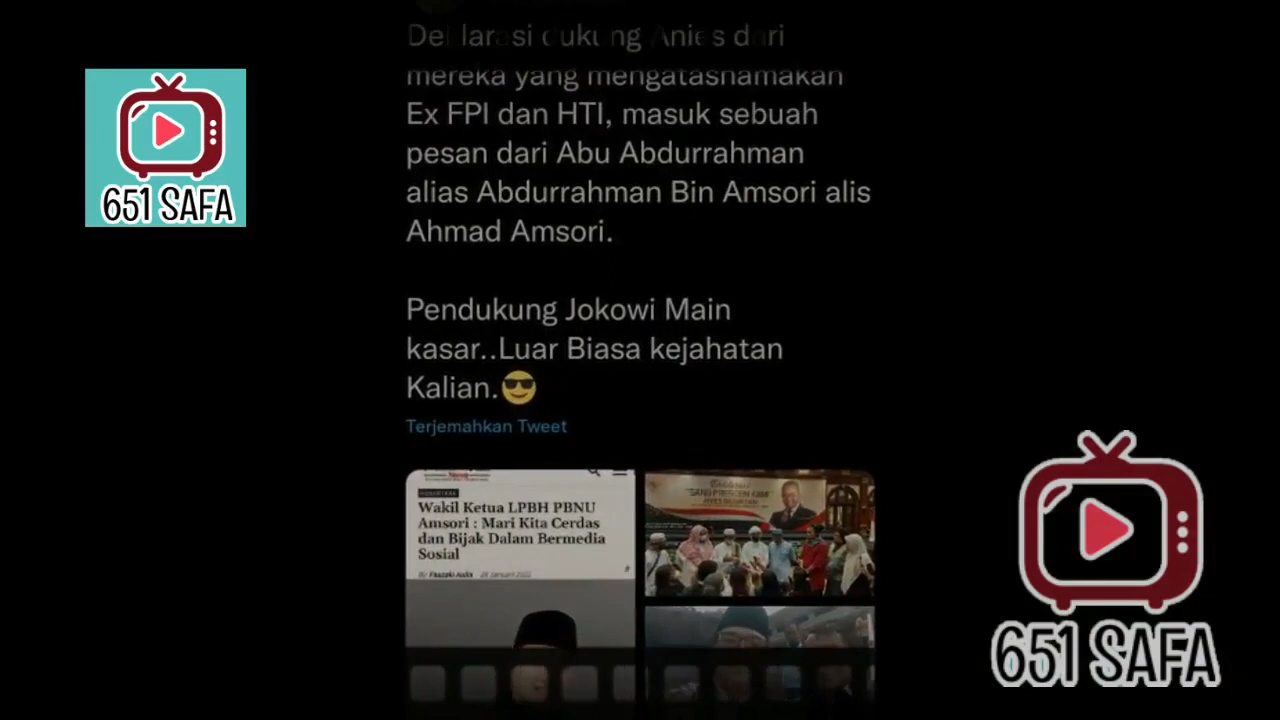 Deklarasi dukung Anies dari
mereka yang mengatasnamakan
Ex FPI dan HTI, masuk sebuah
pesan dari Abu Abdurrahman
alias Abdurrahman Bin Amsori alis
Ahmad Amsori.
Pendukung Jokowi Main
kasar..Luar Biasa kejahatan
Kalian.😎
Terjemahkan Tweet
Wakil Ketua LPBH PBNU
Amsori : Mari Kita Cerdas
dan Bijak Dalam Bermedia
Sosial
651 SAFA
651 SAFA